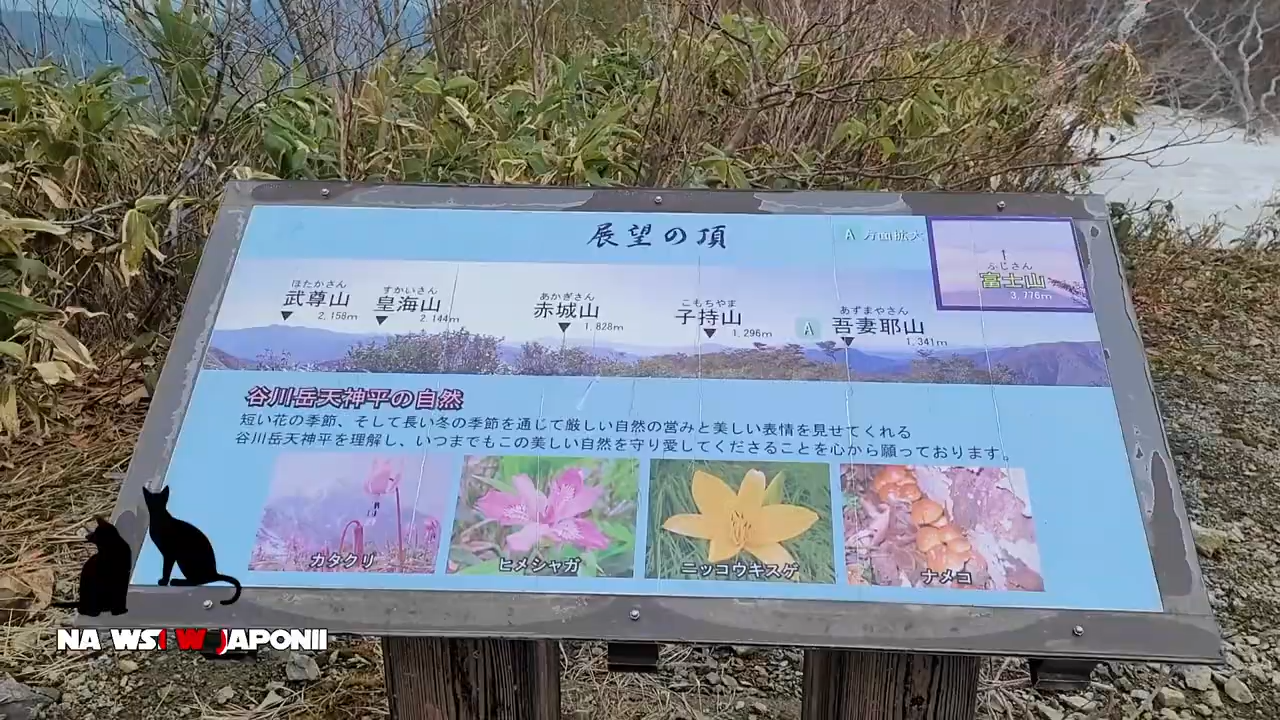 展望の頂
A 方面拡大
ふじさん
富士山
3,776m
ほたかさん
武尊山
2,158m
すかいさん
皇海山
2,144m
あかぎさん
赤城山
1,828m
こもちやま
子持山
1,296m
A
あずまやさん
吾妻耶山
1,341m
谷川岳天神平の自然
短い花の季節、そして長い冬の季節を通じて厳しい自然の営みと美しい表情を見せてくれる
谷川岳天神平を理解し、いつまでもこの美しい自然を守り愛してくださることを心から願っております。
カタクリ
ヒメシャガ
ニッコウキスゲ
ナメコ
NA WSI W JAPONII